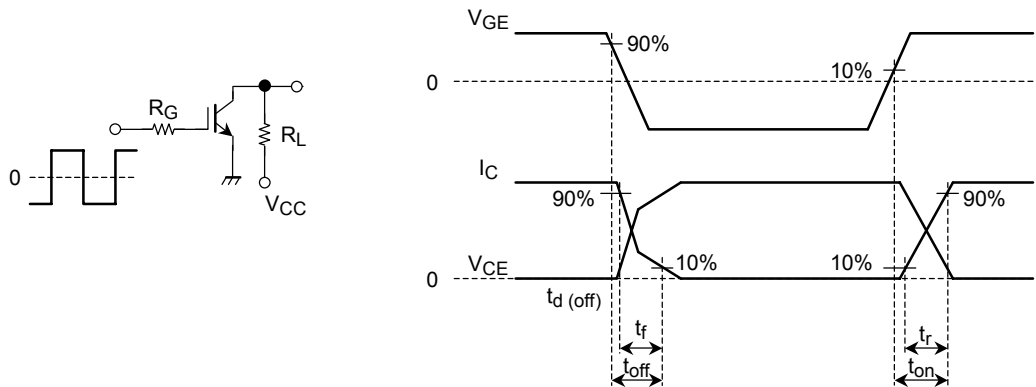 V_GE
90%
0
10%
R_G
R_L
0
V_CC
I_C
90%
90%
V_CE
10%
10%
0
t_d (off)
t_f
t_r
t_off
t_on